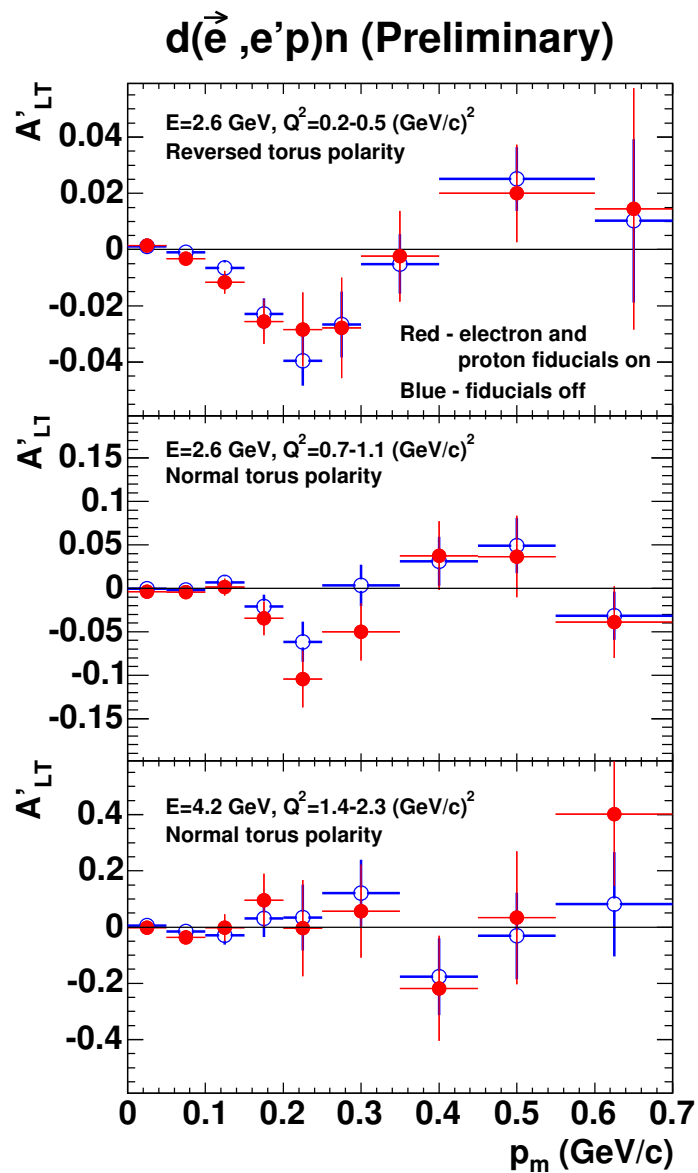 d(e⃗ ,e'p)n (Preliminary)
A'LT
E=2.6 GeV, Q²=0.2-0.5 (GeV/c)²
Reversed torus polarity
0.04
0.02
0
-0.02
-0.04
Red - electron and
proton fiducials on
Blue - fiducials off
A'LT
E=2.6 GeV, Q²=0.7-1.1 (GeV/c)²
Normal torus polarity
0.15
0.1
0.05
0
-0.05
-0.1
-0.15
A'LT
E=4.2 GeV, Q²=1.4-2.3 (GeV/c)²
Normal torus polarity
0.4
0.2
0
-0.2
-0.4
0 0.1 0.2 0.3 0.4 0.5 0.6 0.7
pm (GeV/c)